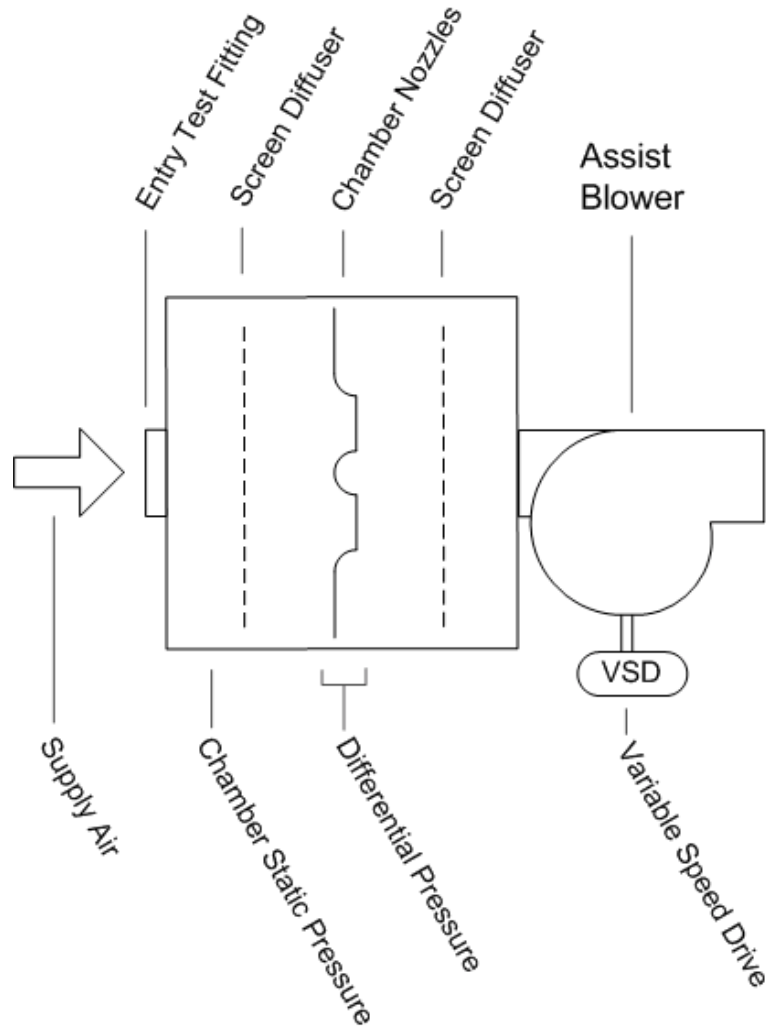 Entry Test Fitting
Screen Diffuser
Chamber Nozzles
Screen Diffuser
Assist
Blower
VSD
Supply Air
Chamber Static Pressure
Differential Pressure
Variable Speed Drive